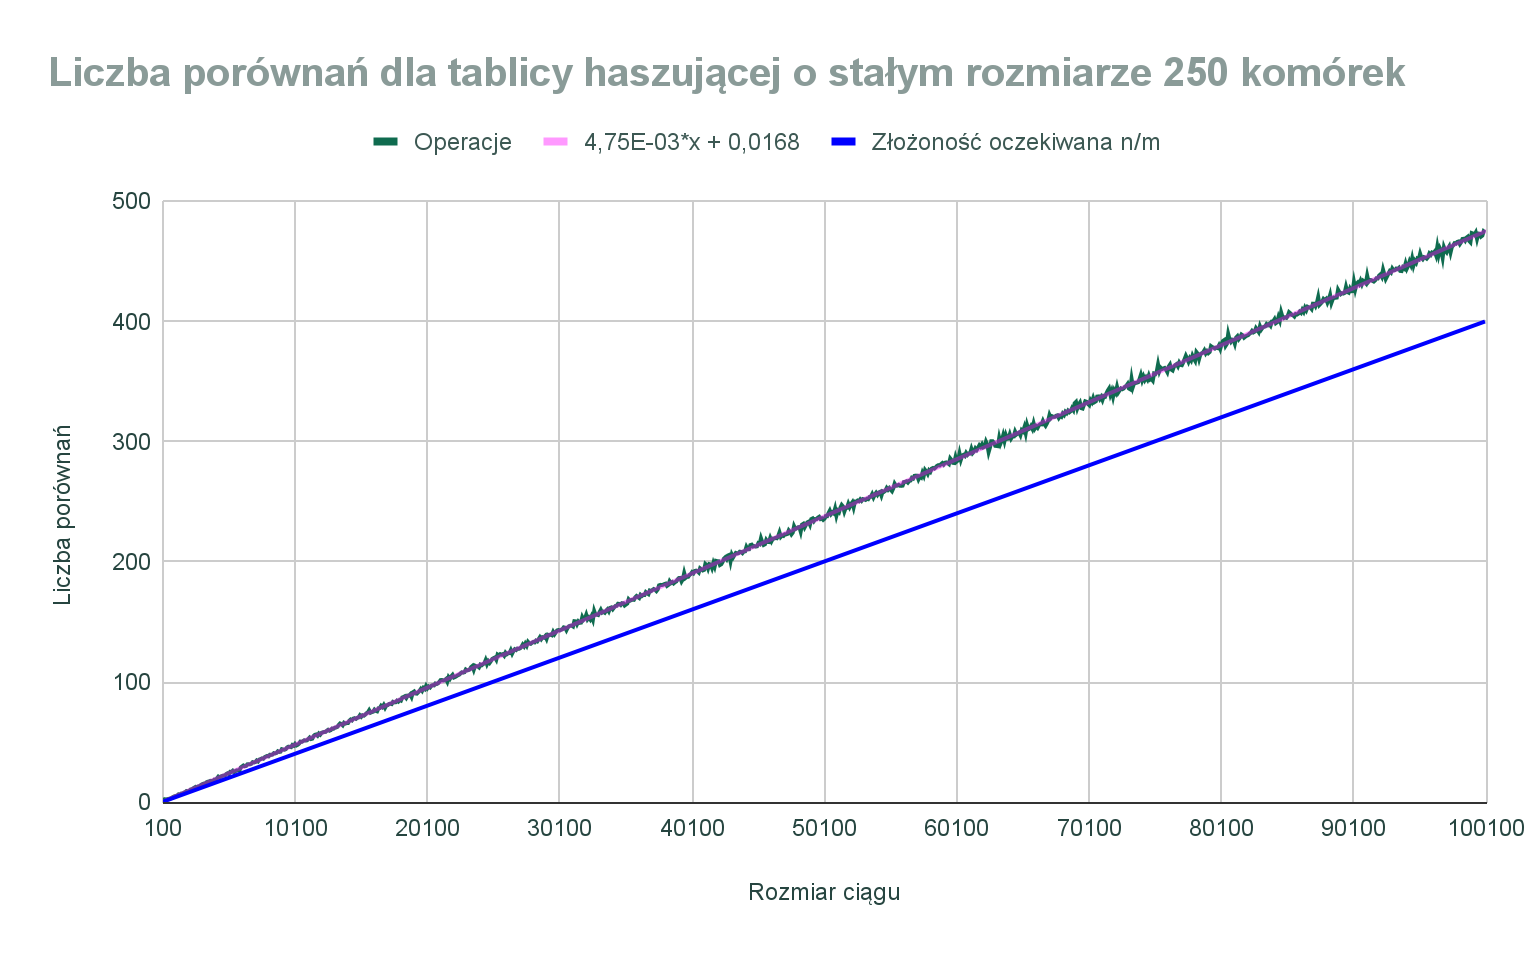 Liczba porównań dla tablicy haszującej o stałym rozmiarze 250 komórek
Operacje 4,75E-03*x + 0,0168 Złożoność oczekiwana n/m
500
400
300
200
100
0
Liczba porównań
100 10100 20100 30100 40100 50100 60100 70100 80100 90100 100100
Rozmiar ciągu